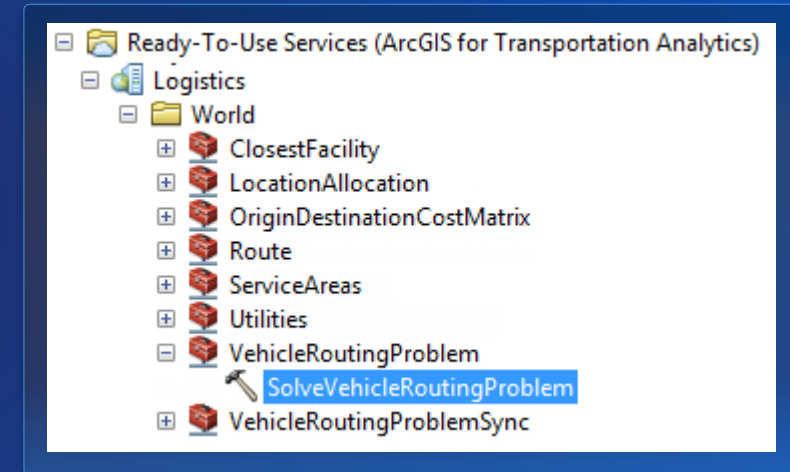 Ready-To-Use Services (ArcGIS for Transportation Analytics)
Logistics
World
ClosestFacility
LocationAllocation
OriginDestinationCostMatrix
Route
ServiceAreas
Utilities
VehicleRoutingProblem
SolveVehicleRoutingProblem
VehicleRoutingProblemSync